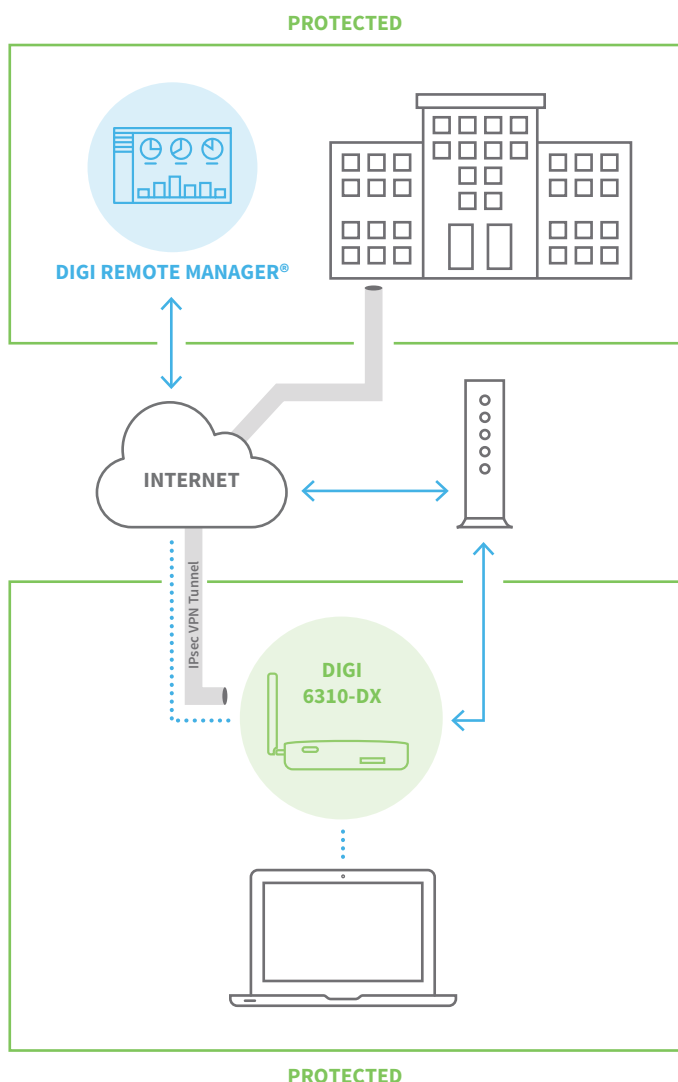 PROTECTED
DIGI REMOTE MANAGER®
INTERNET
IPsec VPN Tunnel
DIGI
6310-DX
PROTECTED